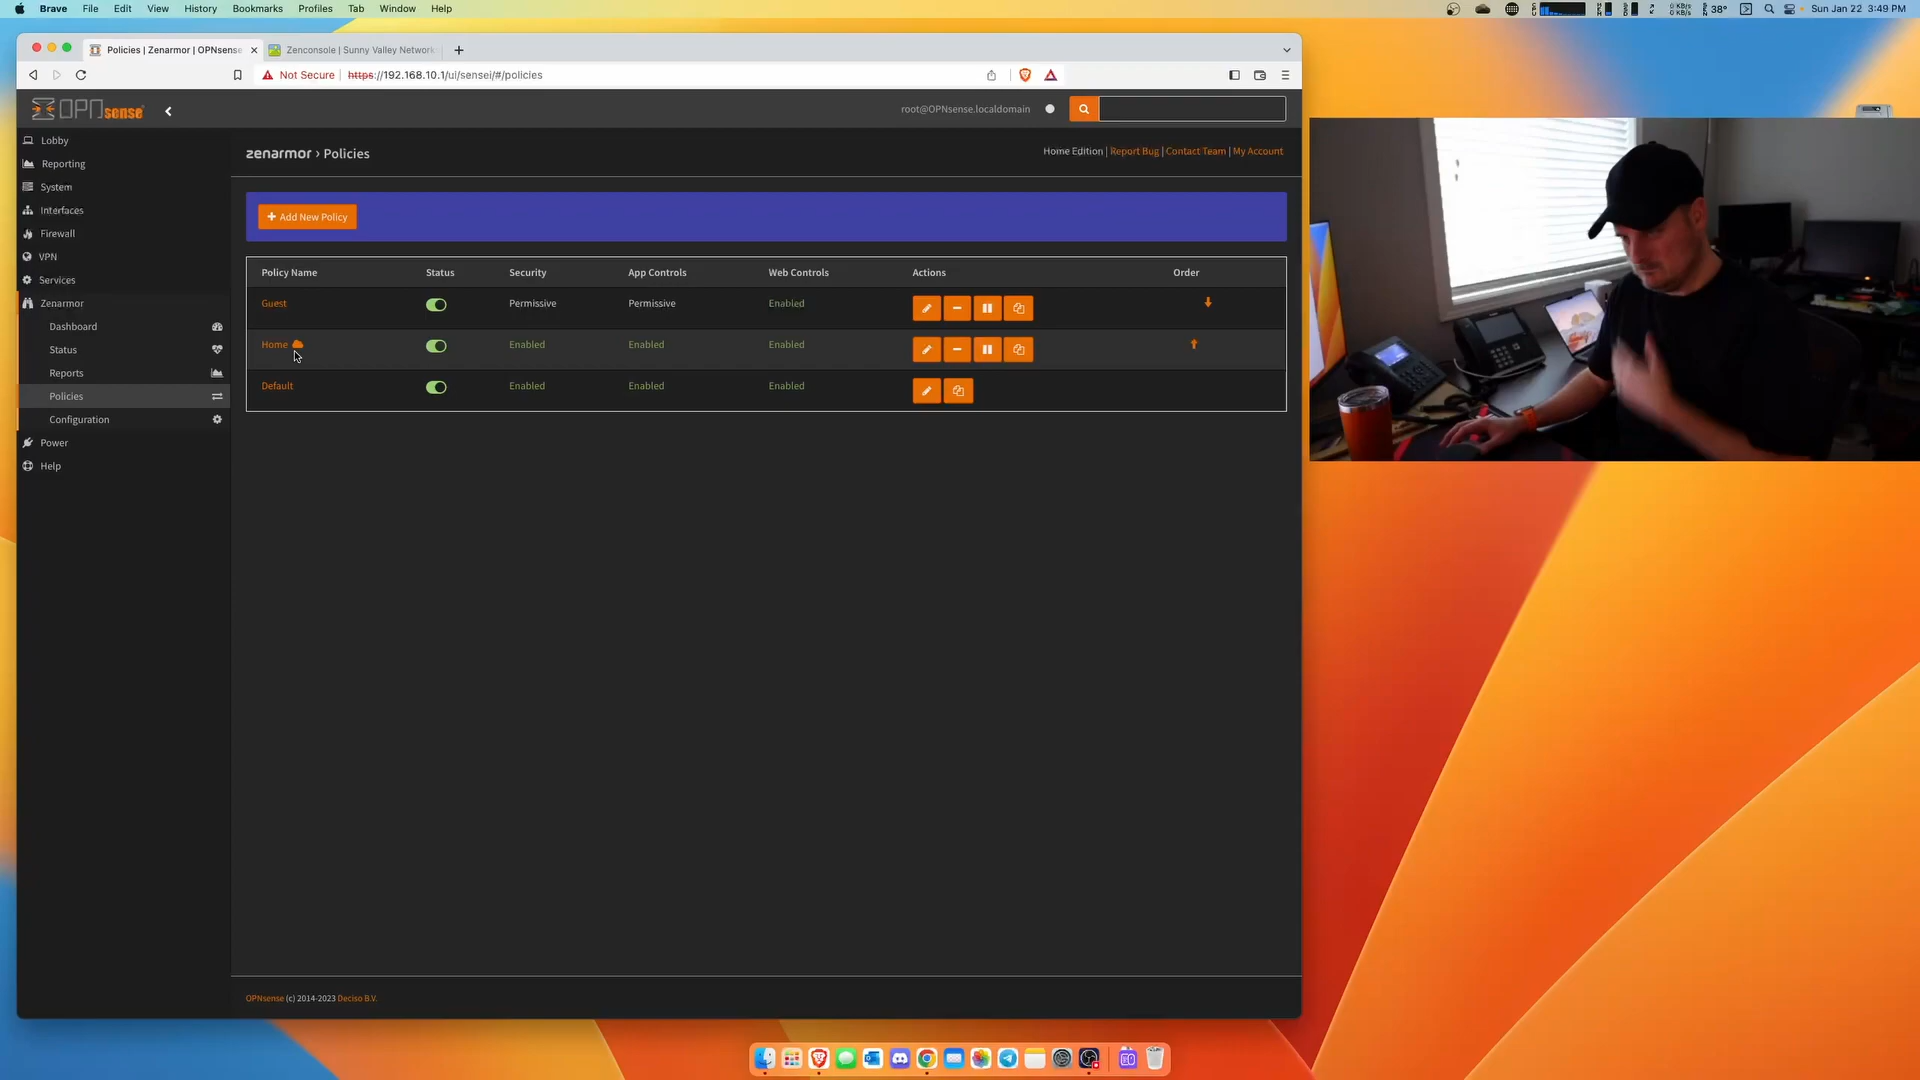 Brave File Edit View History Bookmarks Profiles Tab Window Help
38° Sun Jan 22 3:49 PM
Policies | Zenarmor | OPNsense
Zenconsole | Sunny Valley Network
Not Secure https://192.168.10.1/ui/sensei/#/policies
OPNsense
root@OPNsense.localdomain
Lobby
Reporting
System
Interfaces
Firewall
VPN
Services
Zenarmor
Dashboard
Status
Reports
Policies
Configuration
Power
Help
zenarmor › Policies
Home Edition | Report Bug | Contact Team | My Account
+ Add New Policy
Policy Name Status Security App Controls Web Controls Actions Order
Guest Permissive Permissive Enabled
Home Enabled Enabled Enabled
Default Enabled Enabled Enabled
OPNsense (c) 2014-2023 Deciso B.V.